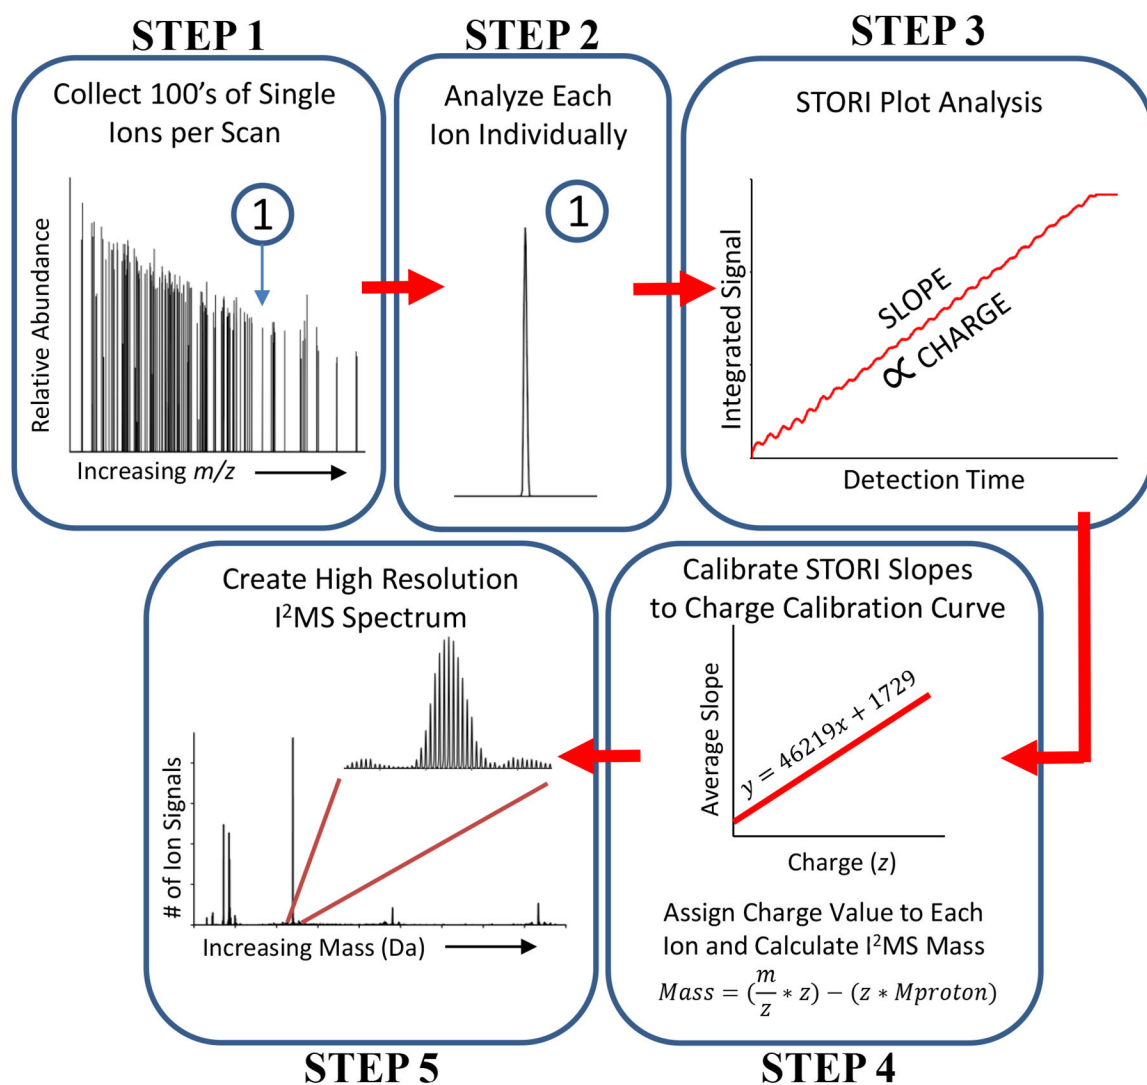 STEP 1
Collect 100's of Single
Ions per Scan
1
Relative Abundance
Increasing m/z
STEP 2
Analyze Each
Ion Individually
1
STEP 3
STORI Plot Analysis
Integrated Signal
SLOPE
∝ CHARGE
Detection Time
Calibrate STORI Slopes
to Charge Calibration Curve
Average Slope
y = 46219x + 1729
Charge (z)
Assign Charge Value to Each
Ion and Calculate I²MS Mass
Mass = (m/z * z) − (z * Mproton)
STEP 4
Create High Resolution
I²MS Spectrum
# of Ion Signals
Increasing Mass (Da)
STEP 5